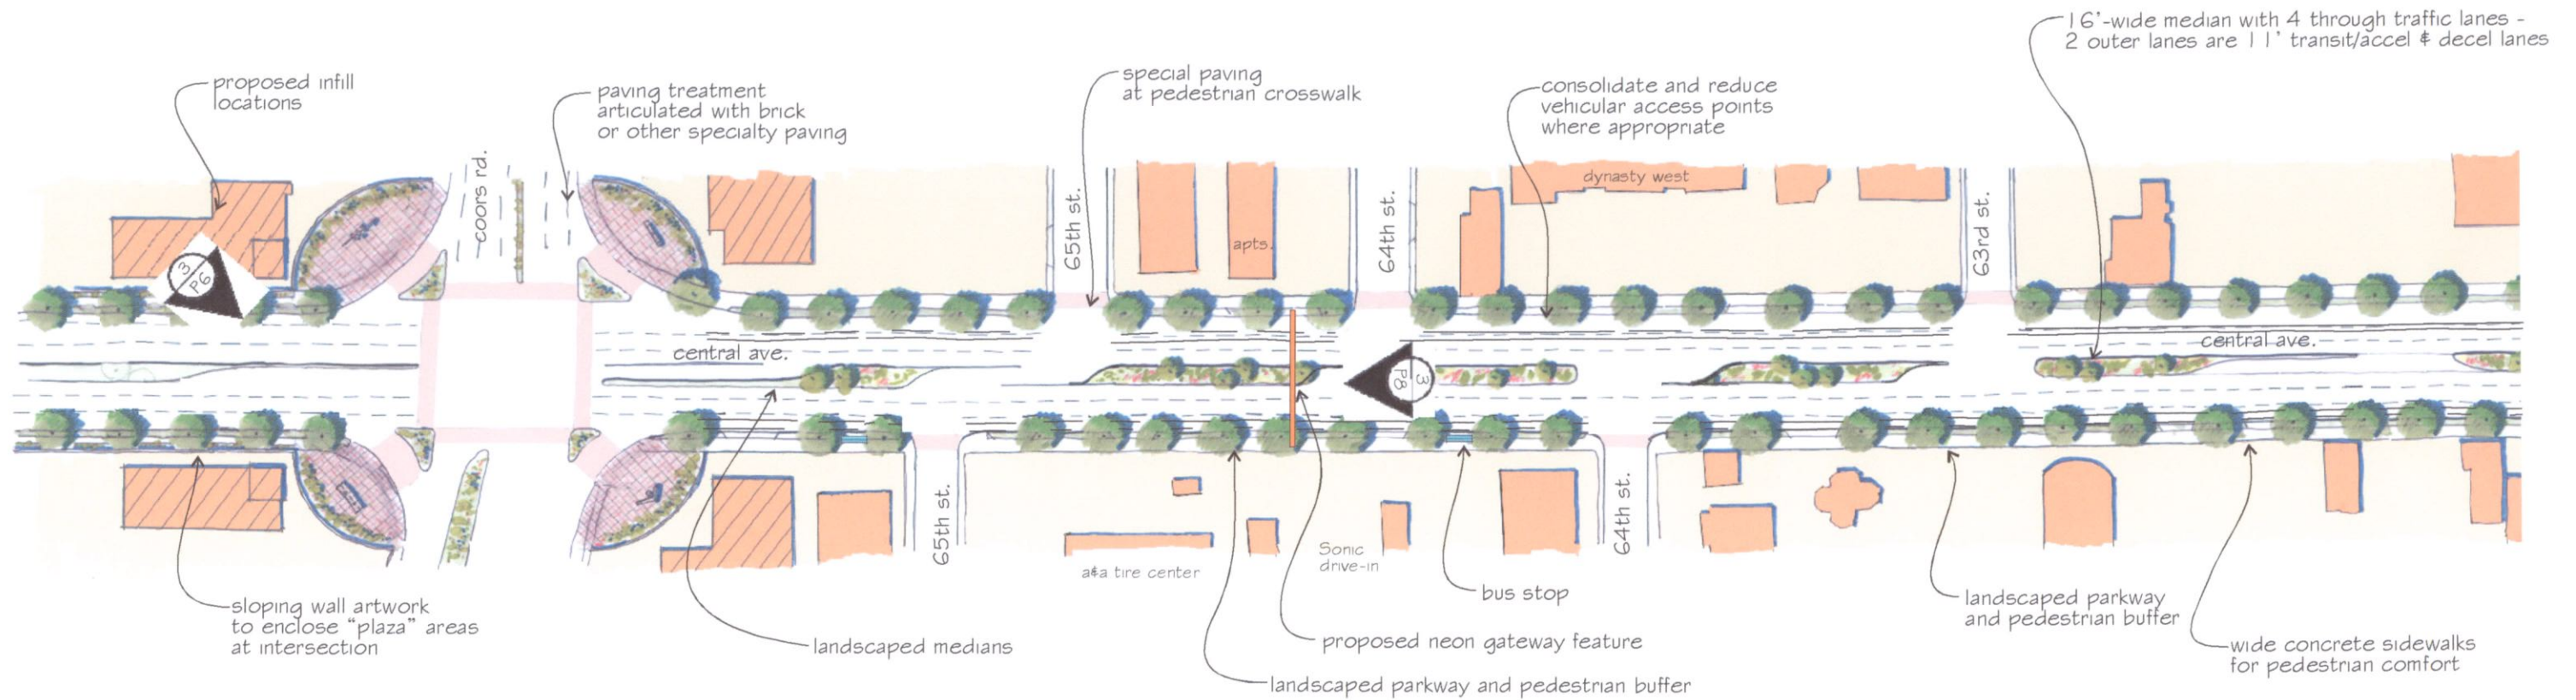 16'-wide median with 4 through traffic lanes -
2 outer lanes are 11' transit/accel & decel lanes
proposed infill
locations
paving treatment
articulated with brick
or other specialty paving
special paving
at pedestrian crosswalk
consolidate and reduce
vehicular access points
where appropriate
coors rd.
65th st.
apts.
64th st.
dynasty west
63rd st.
3
P6
central ave.
central ave.
3
P8
65th st.
64th st.
a&a tire center
Sonic
drive-in
bus stop
sloping wall artwork
to enclose "plaza" areas
at intersection
landscaped medians
proposed neon gateway feature
landscaped parkway and pedestrian buffer
landscaped parkway
and pedestrian buffer
wide concrete sidewalks
for pedestrian comfort